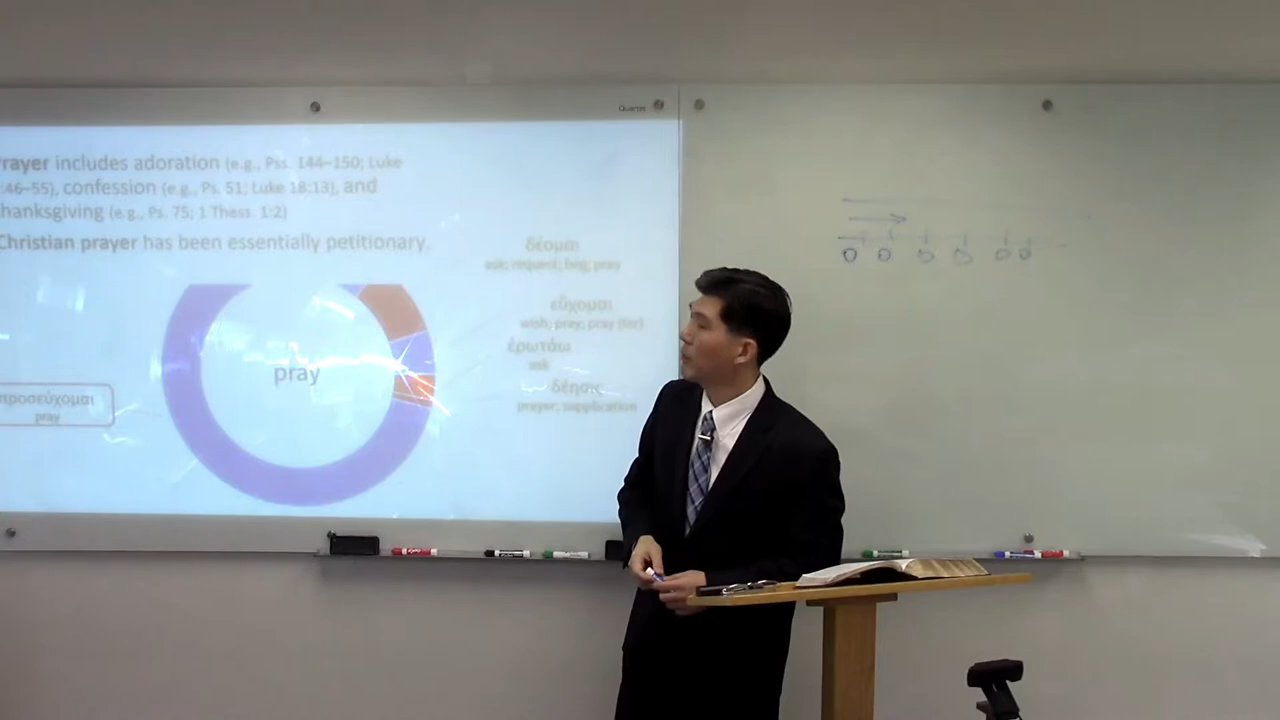 Quartet
rayer includes adoration (e.g., Pss. 144–150; Luke
:46–55), confession (e.g., Ps. 51; Luke 18:13), and
hanksgiving (e.g., Ps. 75; 1 Thess. 1:2)
Christian prayer has been essentially petitionary.
δέομαι
ask; request; beg; pray
εὔχομαι
wish; pray; pray (for)
ἐρωτάω
ask
pray
δέησις
prayer; supplication
προσεύχομαι
pray